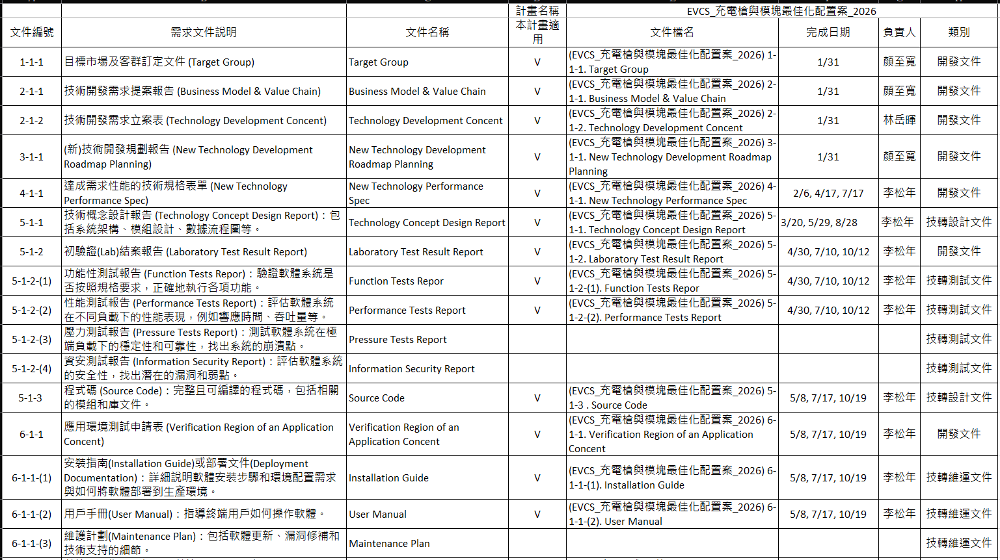 計畫名稱 EVCS_充電槍與模塊最佳化配置案_2026
文件編號 需求文件說明 文件名稱 本計畫適用 文件檔名 完成日期 負責人 類別
1-1-1 目標市場及客群訂定文件 (Target Group) Target Group V (EVCS_充電槍與模塊最佳化配置案_2026) 1-1-1. Target Group 1/31 顏至寬 開發文件
2-1-1 技術開發需求提案報告 (Business Model & Value Chain) Business Model & Value Chain V (EVCS_充電槍與模塊最佳化配置案_2026) 2-1-1. Business Model & Value Chain 1/31 顏至寬 開發文件
2-1-2 技術開發需求立案表 (Technology Development Concent) Technology Development Concent V (EVCS_充電槍與模塊最佳化配置案_2026) 2-1-2. Technology Development Concent 1/31 林岳暉 開發文件
3-1-1 (新)技術開發規劃報告 (New Technology Development Roadmap Planning) New Technology Development Roadmap Planning V (EVCS_充電槍與模塊最佳化配置案_2026) 3-1-1. New Technology Development Roadmap Planning 1/31 顏至寬 開發文件
4-1-1 達成需求性能的技術規格表單 (New Technology Performance Spec) New Technology Performance Spec V (EVCS_充電槍與模塊最佳化配置案_2026) 4-1-1. New Technology Performance Spec 2/6, 4/17, 7/17 李松年 開發文件
5-1-1 技術概念設計報告 (Technology Concept Design Report)：包括系統架構、模組設計、數據流程圖等。 Technology Concept Design Report V (EVCS_充電槍與模塊最佳化配置案_2026) 5-1-1. Technology Concept Design Report 3/20, 5/29, 8/28 李松年 技轉設計文件
5-1-2 初驗證(Lab)結案報告 (Laboratory Test Result Report) Laboratory Test Result Report V (EVCS_充電槍與模塊最佳化配置案_2026) 5-1-2. Laboratory Test Result Report 4/30, 7/10, 10/12 李松年 開發文件
5-1-2-(1) 功能性測試報告 (Function Tests Repor)：驗證軟體系統是否按照規格要求，正確地執行各項功能。 Function Tests Repor V (EVCS_充電槍與模塊最佳化配置案_2026) 5-1-2-(1). Function Tests Repor 4/30, 7/10, 10/12 李松年 技轉測試文件
5-1-2-(2) 性能測試報告 (Performance Tests Report)：評估軟體系統在不同負載下的性能表現，例如響應時間、吞吐量等。 Performance Tests Report V (EVCS_充電槍與模塊最佳化配置案_2026) 5-1-2-(2). Performance Tests Report 4/30, 7/10, 10/12 李松年 技轉測試文件
5-1-2-(3) 壓力測試報告 (Pressure Tests Report)：測試軟體系統在極端負載下的穩定性和可靠性，找出系統的崩潰點。 Pressure Tests Report 技轉測試文件
5-1-2-(4) 資安測試報告 (Information Security Report)：評估軟體系統的安全性，找出潛在的漏洞和弱點。 Information Security Report 技轉測試文件
5-1-3 程式碼 (Source Code)：完整且可編譯的程式碼，包括相關的模組和庫文件。 Source Code V (EVCS_充電槍與模塊最佳化配置案_2026) 5-1-3 . Source Code 5/8, 7/17, 10/19 李松年 技轉設計文件
6-1-1 應用環境測試申請表 (Verification Region of an Application Concent) Verification Region of an Application Concent V (EVCS_充電槍與模塊最佳化配置案_2026) 6-1-1. Verification Region of an Application Concent 5/8, 7/17, 10/19 李松年 開發文件
6-1-1-(1) 安裝指南(Installation Guide)或部署文件(Deployment Documentation)：詳細說明軟體安裝步驟和環境配置需求與如何將軟體部署到生產環境。 Installation Guide V (EVCS_充電槍與模塊最佳化配置案_2026) 6-1-1-(1). Installation Guide 5/8, 7/17, 10/19 李松年 技轉維運文件
6-1-1-(2) 用戶手冊(User Manual)：指導終端用戶如何操作軟體。 User Manual V (EVCS_充電槍與模塊最佳化配置案_2026) 6-1-1-(2). User Manual 5/8, 7/17, 10/19 李松年 技轉維運文件
6-1-1-(3) 維護計劃(Maintenance Plan)：包括軟體更新、漏洞修補和技術支持的細節。 Maintenance Plan 技轉維運文件